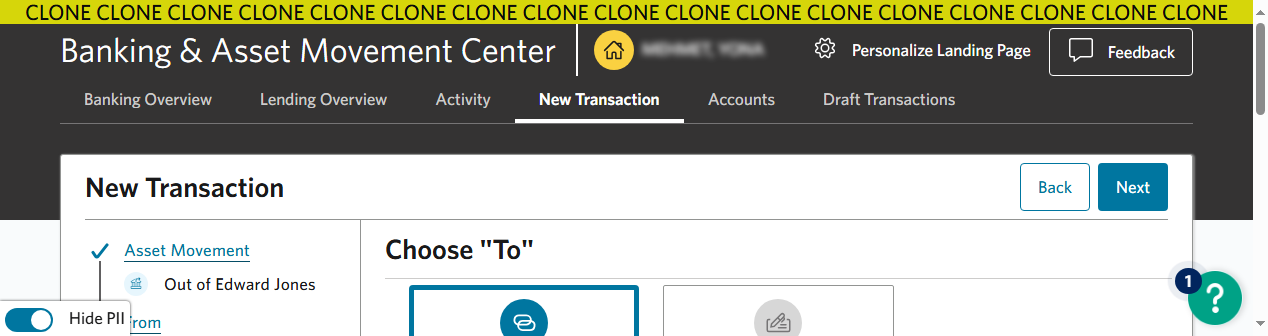 CLONE CLONE CLONE CLONE CLONE CLONE CLONE CLONE CLONE CLONE CLONE CLONE CLONE CLONE CLONE CLONE CLONE
Banking & Asset Movement Center
Personalize Landing Page
Feedback
Banking Overview
Lending Overview
Activity
New Transaction
Accounts
Draft Transactions
New Transaction
Back
Next
Asset Movement
Out of Edward Jones
Choose "To"
1
?
Hide PII